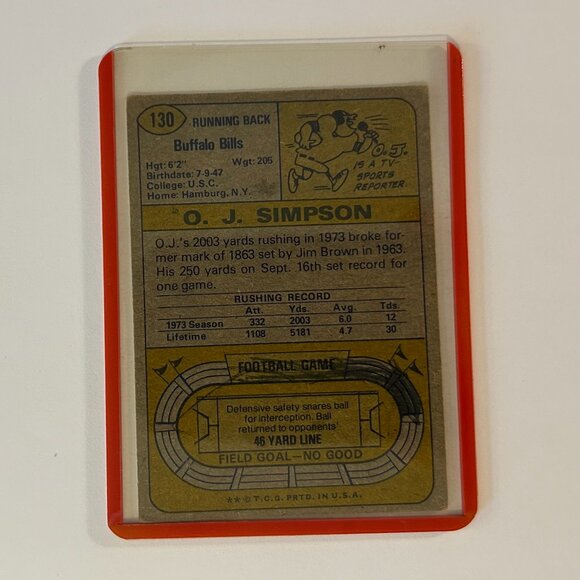 130 RUNNING BACK
Buffalo Bills
Hgt: 6'2" Wgt: 205
Birthdate: 7-9-47
College: U.S.C.
Home: Hamburg, N.Y.
O.J.
IS A TV
SPORTS
REPORTER.
O. J. SIMPSON
O.J.'s 2003 yards rushing in 1973 broke for-
mer mark of 1863 set by Jim Brown in 1963.
His 250 yards on Sept. 16th set record for
one game.
RUSHING RECORD
Att. Yds. Avg. Tds.
1973 Season 332 2003 6.0 12
Lifetime 1108 5181 4.7 30
FOOTBALL GAME
Defensive safety snares ball
for interception. Ball
returned to opponents'
46 YARD LINE
FIELD GOAL—NO GOOD
** © T.C.G. PRTD. IN U.S.A.